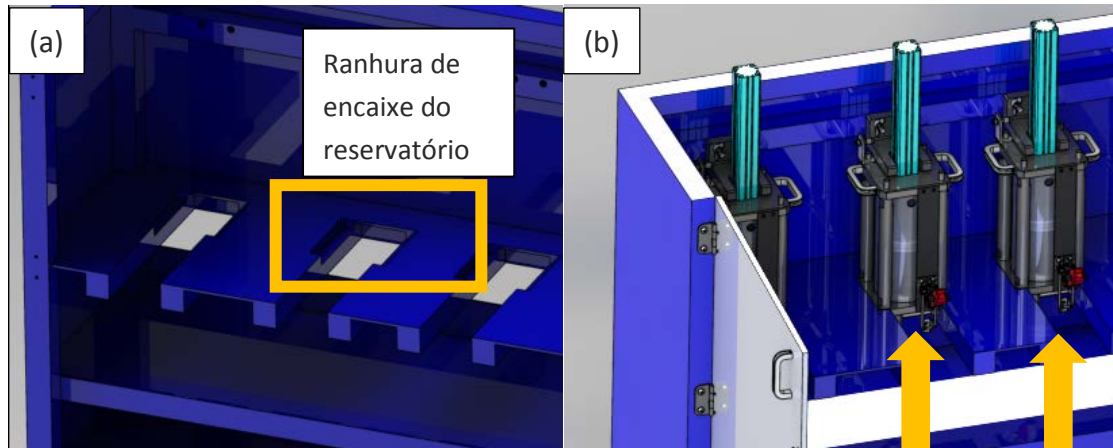 (a)
Ranhura de
encaixe do
reservatório
(b)